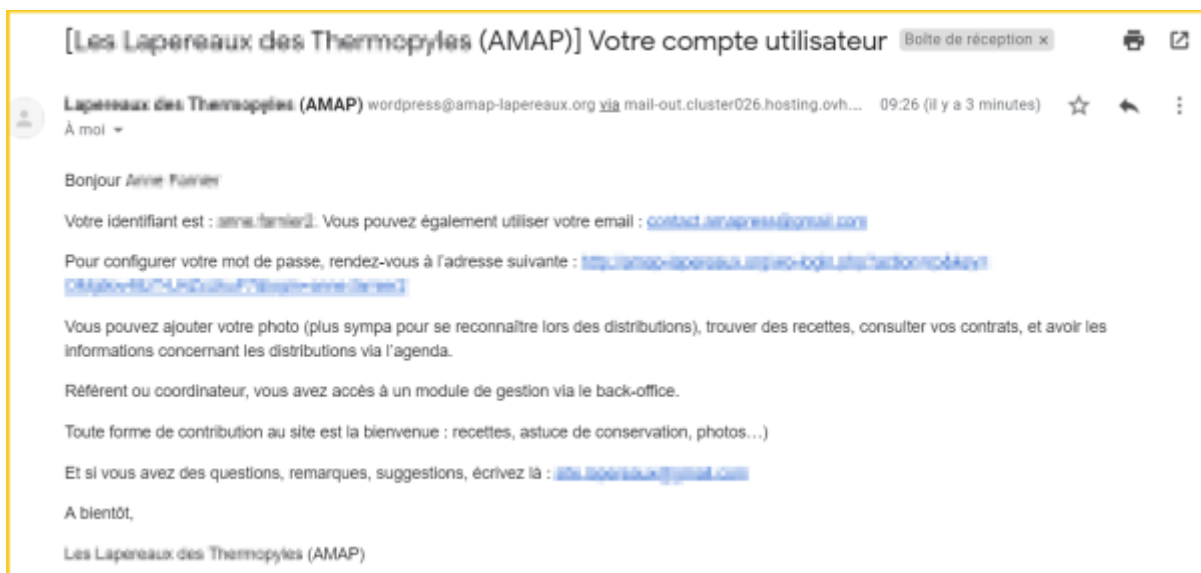 [Les Lapereaux des Thermopyles (AMAP)] Votre compte utilisateur Boîte de réception ×
Lapereaux des Thermopyles (AMAP) wordpress@amap-lapereaux.org via mail-out.cluster026.hosting.ovh.... 09:26 (il y a 3 minutes)
À moi
Bonjour
Votre identifiant est : Vous pouvez également utiliser votre email : contact.amapress@gmail.com
Pour configurer votre mot de passe, rendez-vous à l'adresse suivante :
Vous pouvez ajouter votre photo (plus sympa pour se reconnaître lors des distributions), trouver des recettes, consulter vos contrats, et avoir les
informations concernant les distributions via l'agenda.
Référent ou coordinateur, vous avez accès à un module de gestion via le back-office.
Toute forme de contribution au site est la bienvenue : recettes, astuce de conservation, photos…)
Et si vous avez des questions, remarques, suggestions, écrivez là :
A bientôt,
Les Lapereaux des Thermopyles (AMAP)